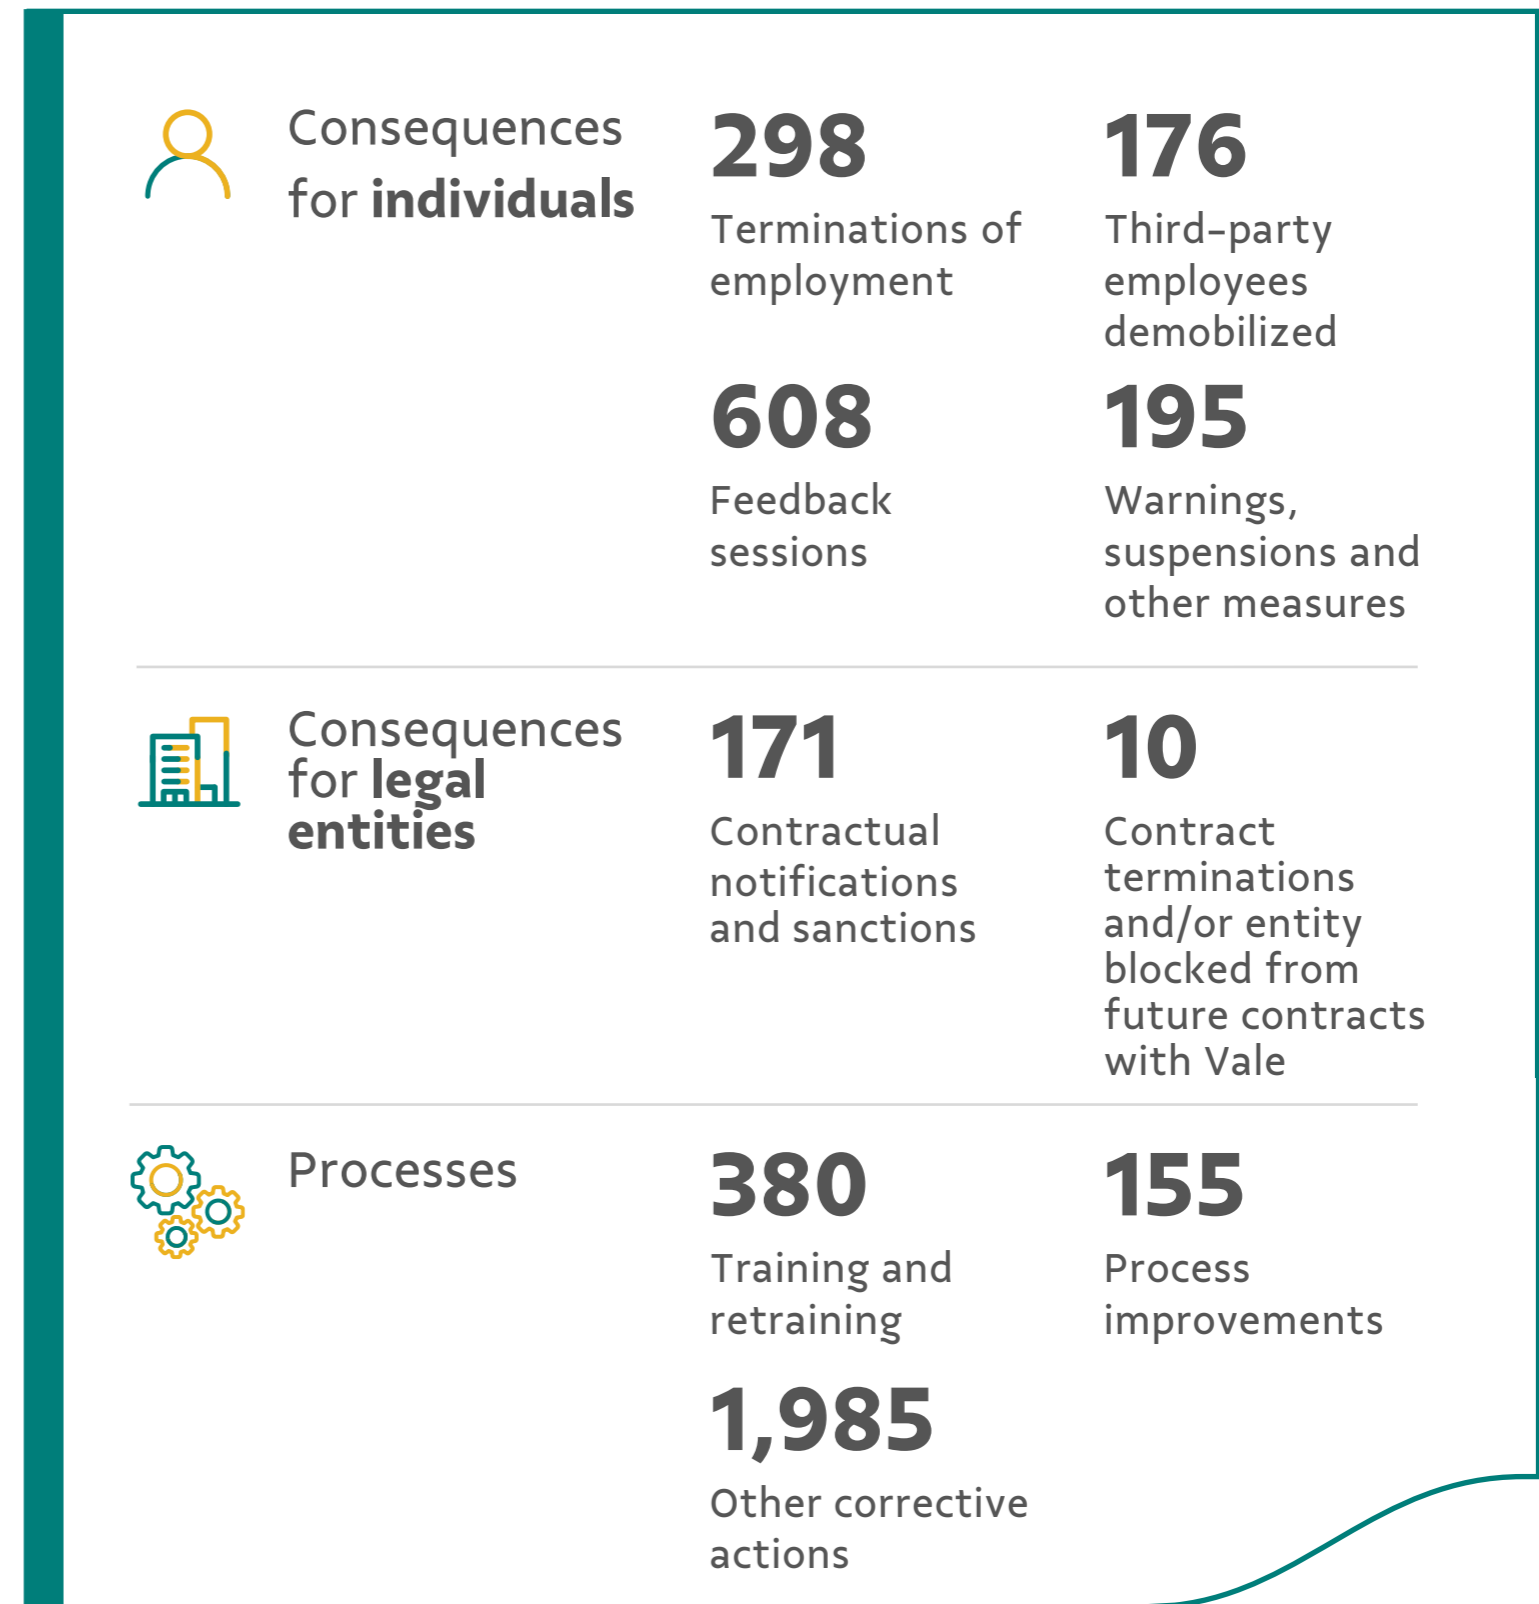 Consequences
for individuals
298
Terminations of
employment
176
Third-party
employees
demobilized
608
Feedback
sessions
195
Warnings,
suspensions and
other measures
Consequences
for legal
entities
171
Contractual
notifications
and sanctions
10
Contract
terminations
and/or entity
blocked from
future contracts
with Vale
Processes
380
Training and
retraining
155
Process
improvements
1,985
Other corrective
actions